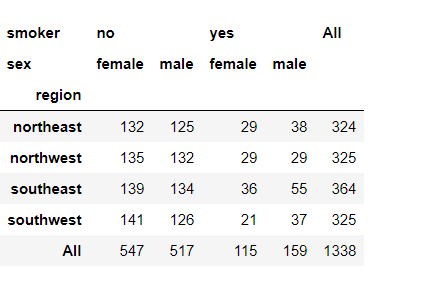 smoker no yes All
sex female male female male
region
northeast 132 125 29 38 324
northwest 135 132 29 29 325
southeast 139 134 36 55 364
southwest 141 126 21 37 325
All 547 517 115 159 1338